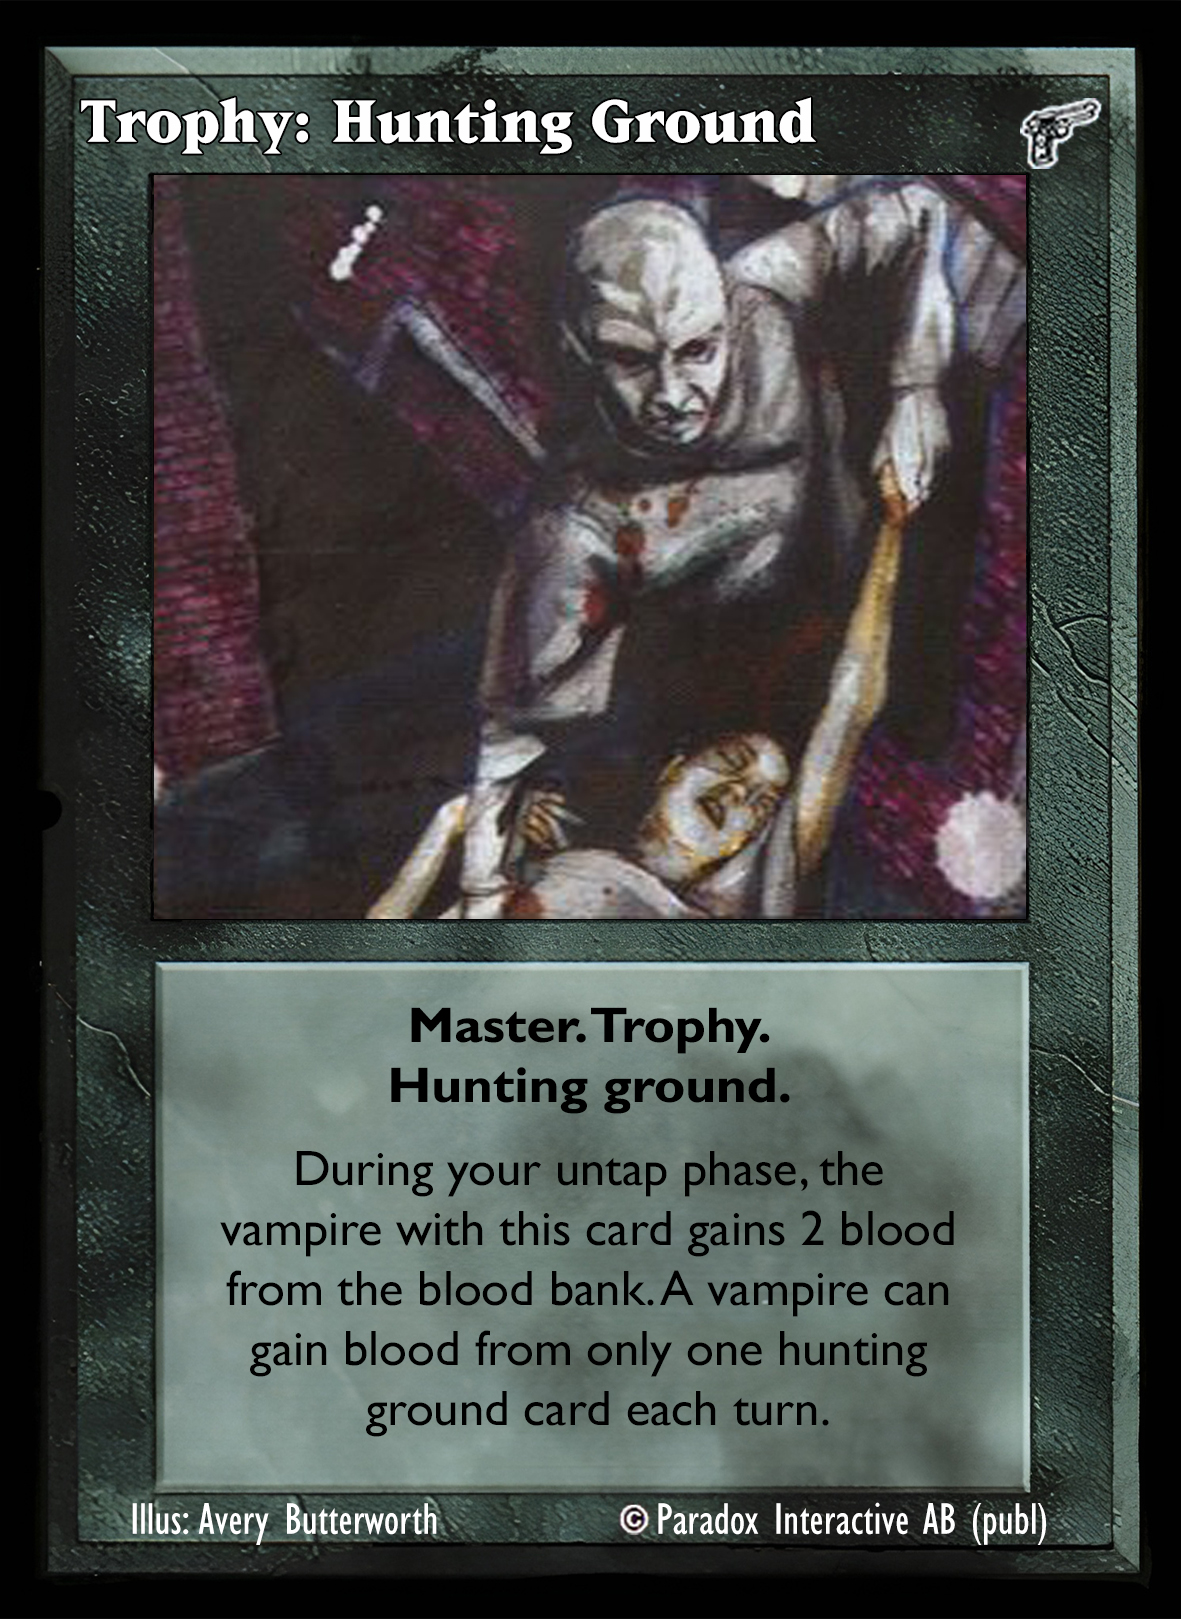 Trophy: Hunting Ground
Master. Trophy.
Hunting ground.
During your untap phase, the
vampire with this card gains 2 blood
from the blood bank. A vampire can
gain blood from only one hunting
ground card each turn.
Illus: Avery Butterworth
© Paradox Interactive AB (publ)